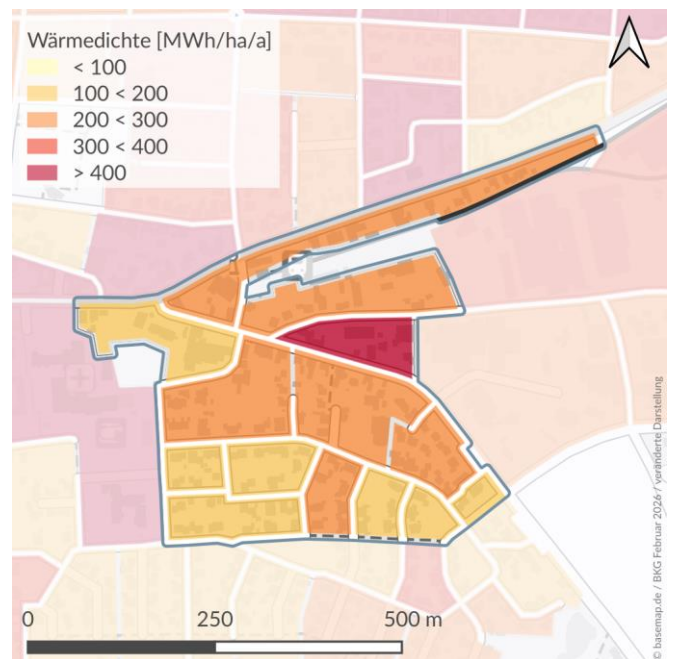 Wärmedichte [MWh/ha/a]
< 100
100 < 200
200 < 300
300 < 400
> 400
© basemap.de / BKG Februar 2026 / veränderte Darstellung
0 250 500 m